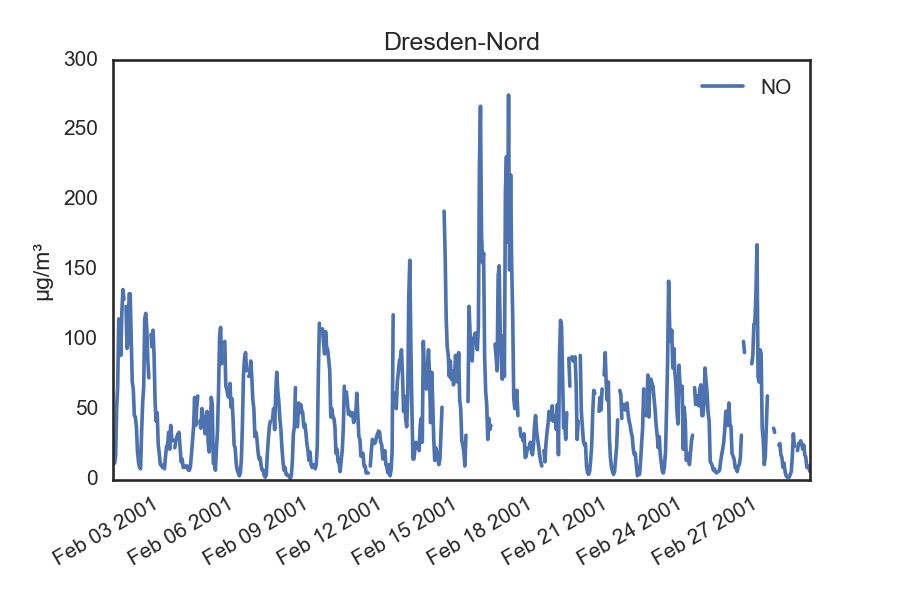 Dresden-Nord
NO
µg/m³
300
250
200
150
100
50
0
Feb 03 2001
Feb 06 2001
Feb 09 2001
Feb 12 2001
Feb 15 2001
Feb 18 2001
Feb 21 2001
Feb 24 2001
Feb 27 2001